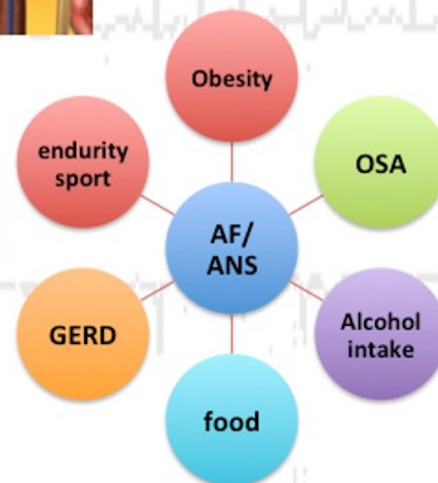 Obesity
endurity
sport
OSA
AF/
ANS
GERD
Alcohol
intake
food